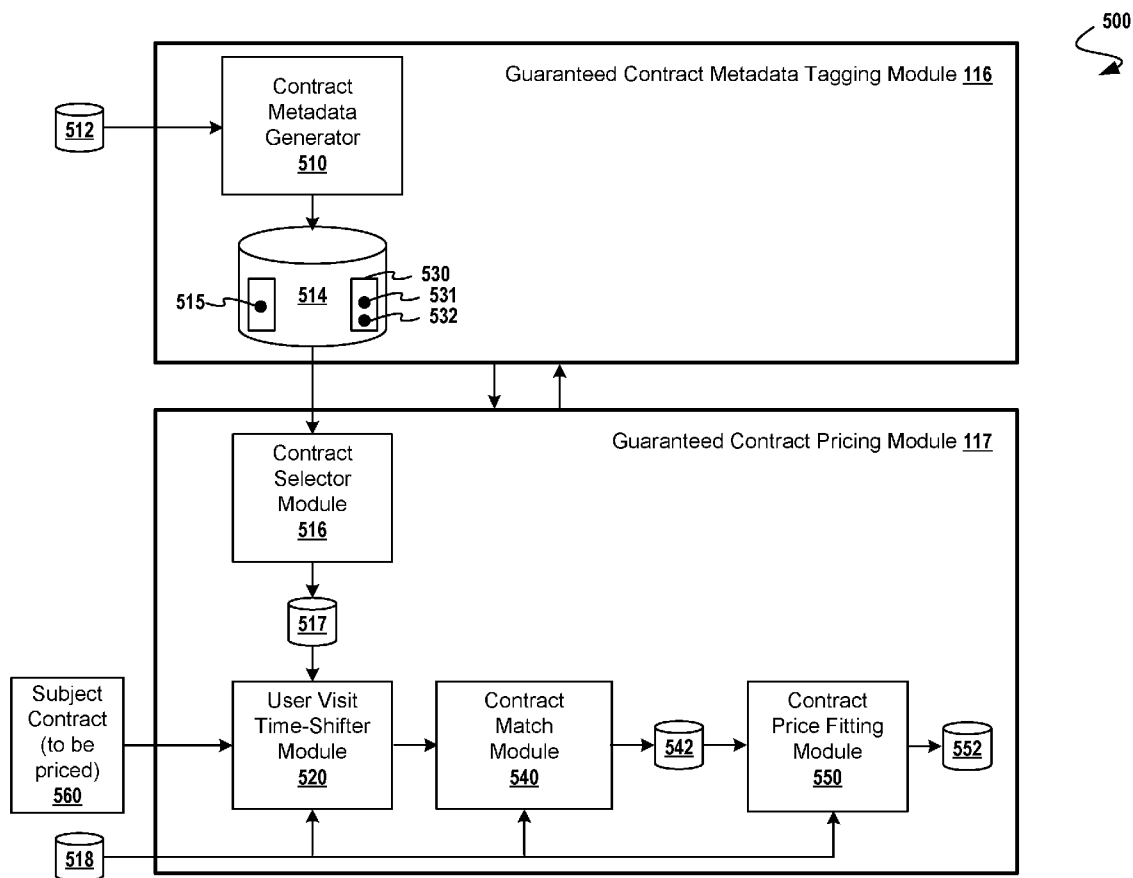 500
Guaranteed Contract Metadata Tagging Module 116
Contract
Metadata
Generator
510
512
530
515
514
531
532
Guaranteed Contract Pricing Module 117
Contract
Selector
Module
516
517
Subject
Contract
(to be
priced)
560
User Visit
Time-Shifter
Module
520
Contract
Match
Module
540
542
Contract
Price Fitting
Module
550
552
518